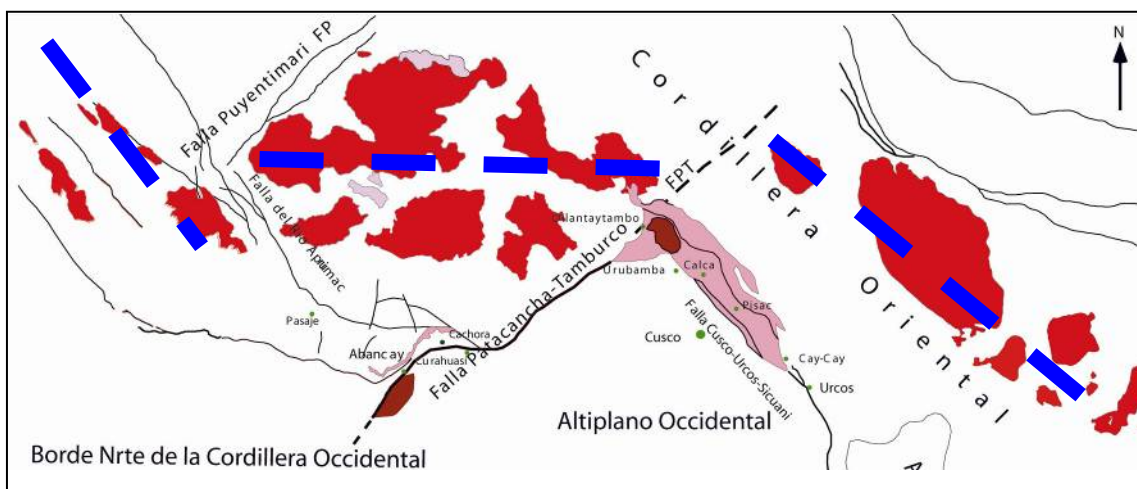 N
Falla Puyentimari FP
Cordillera
Oriental
FPT
Falla del Rio Apurimac
Ollantaytambo
Urubamba
Calca
Pisac
Pasaje
Cachora
Abancay
Curahuasi
Falla Patacancha-Tamburco
Falla Cusco-Urcos-Sicuani
Cusco
Cay-Cay
Urcos
Altiplano Occidental
Borde Nrte de la Cordillera Occidental
A